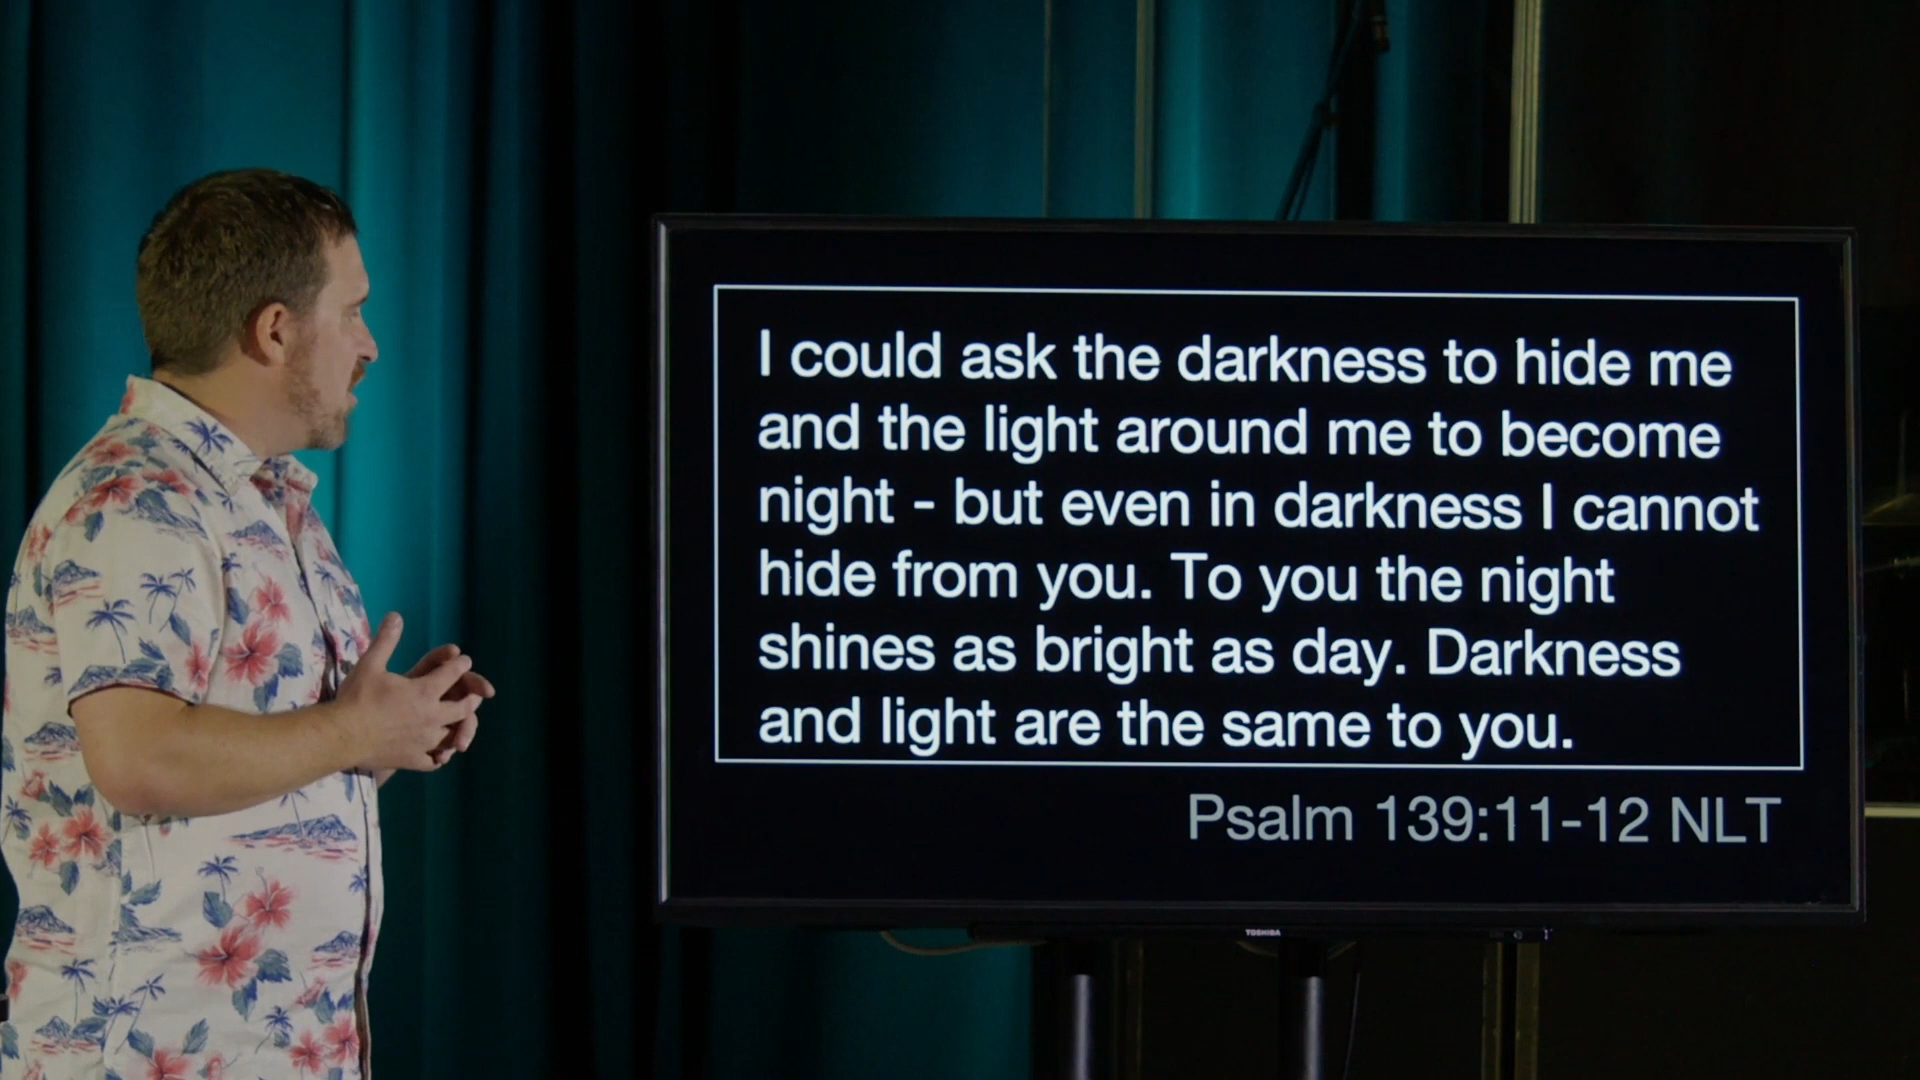 I could ask the darkness to hide me
and the light around me to become
night - but even in darkness I cannot
hide from you. To you the night
shines as bright as day. Darkness
and light are the same to you.
Psalm 139:11-12 NLT
TOSHIBA